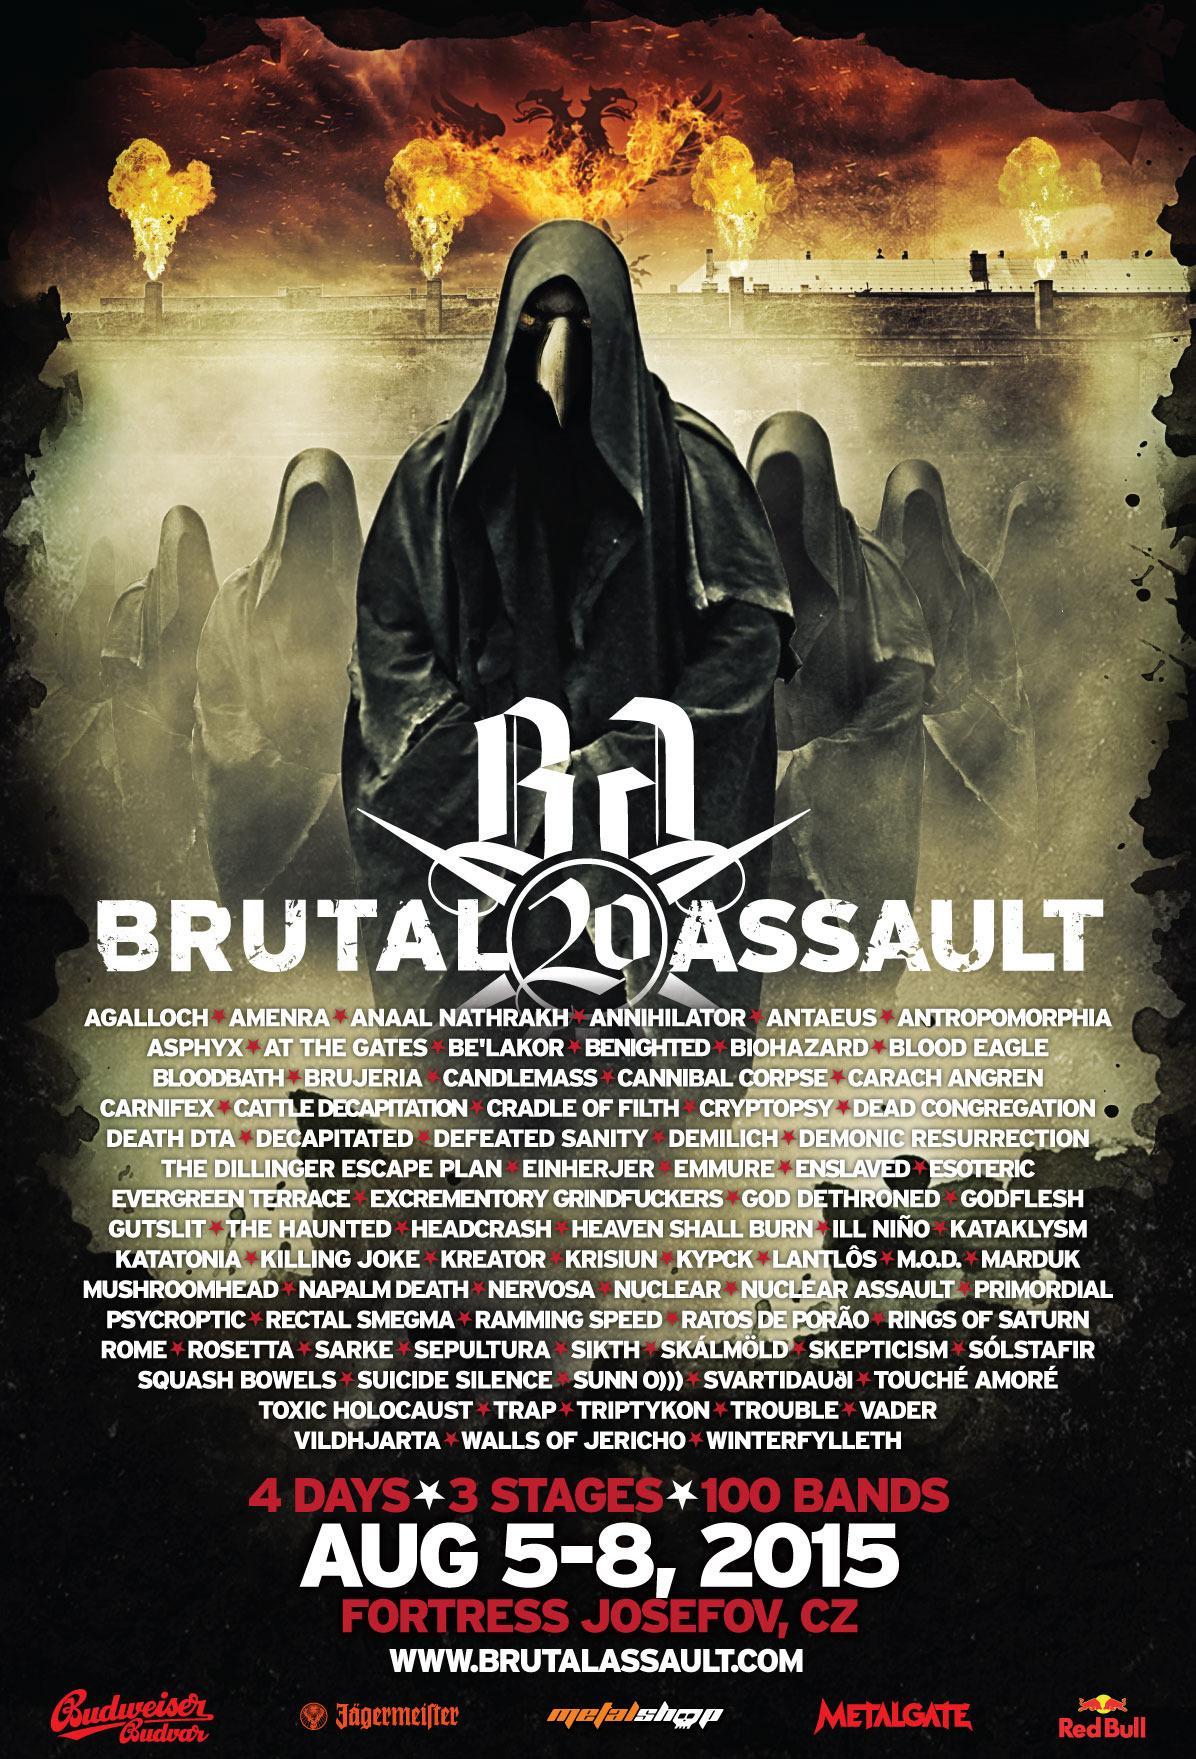 BA
BRUTAL 20 ASSAULT
AGALLOCH★AMENRA★ANAAL NATHRAKH★ANNIHILATOR★ANTAEUS★ANTROPOMORPHIA
ASPHYX★AT THE GATES★BE'LAKOR★BENIGHTED★BIOHAZARD★BLOOD EAGLE
BLOODBATH★BRUJERIA★CANDLEMASS★CANNIBAL CORPSE★CARACH ANGREN
CARNIFEX★CATTLE DECAPITATION★CRADLE OF FILTH★CRYPTOPSY★DEAD CONGREGATION
DEATH DTA★DECAPITATED★DEFEATED SANITY★DEMILICH★DEMONIC RESURRECTION
THE DILLINGER ESCAPE PLAN★EINHERJER★EMMURE★ENSLAVED★ESOTERIC
EVERGREEN TERRACE★EXCREMENTORY GRINDFUCKERS★GOD DETHRONED★GODFLESH
GUTSLIT★THE HAUNTED★HEADCRASH★HEAVEN SHALL BURN★ILL NIÑO★KATAKLYSM
KATATONIA★KILLING JOKE★KREATOR★KRISIUN★KYPCK★LANTLÔS★M.O.D.★MARDUK
MUSHROOMHEAD★NAPALM DEATH★NERVOSA★NUCLEAR★NUCLEAR ASSAULT★PRIMORDIAL
PSYCROPTIC★RECTAL SMEGMA★RAMMING SPEED★RATOS DE PORÃO★RINGS OF SATURN
ROME★ROSETTA★SARKE★SEPULTURA★SIKTH★SKÁLMÖLD★SKEPTICISM★SÓLSTAFIR
SQUASH BOWELS★SUICIDE SILENCE★SUNN O)))★SVARTIDAUðI★TOUCHÉ AMORÉ
TOXIC HOLOCAUST★TRAP★TRIPTYKON★TROUBLE★VADER
VILDHJARTA★WALLS OF JERICHO★WINTERFYLLETH
4 DAYS★3 STAGES★100 BANDS
AUG 5-8, 2015
FORTRESS JOSEFOV, CZ
WWW.BRUTALASSAULT.COM
Budweiser Budvar Jägermeister metalshop METALGATE Red Bull